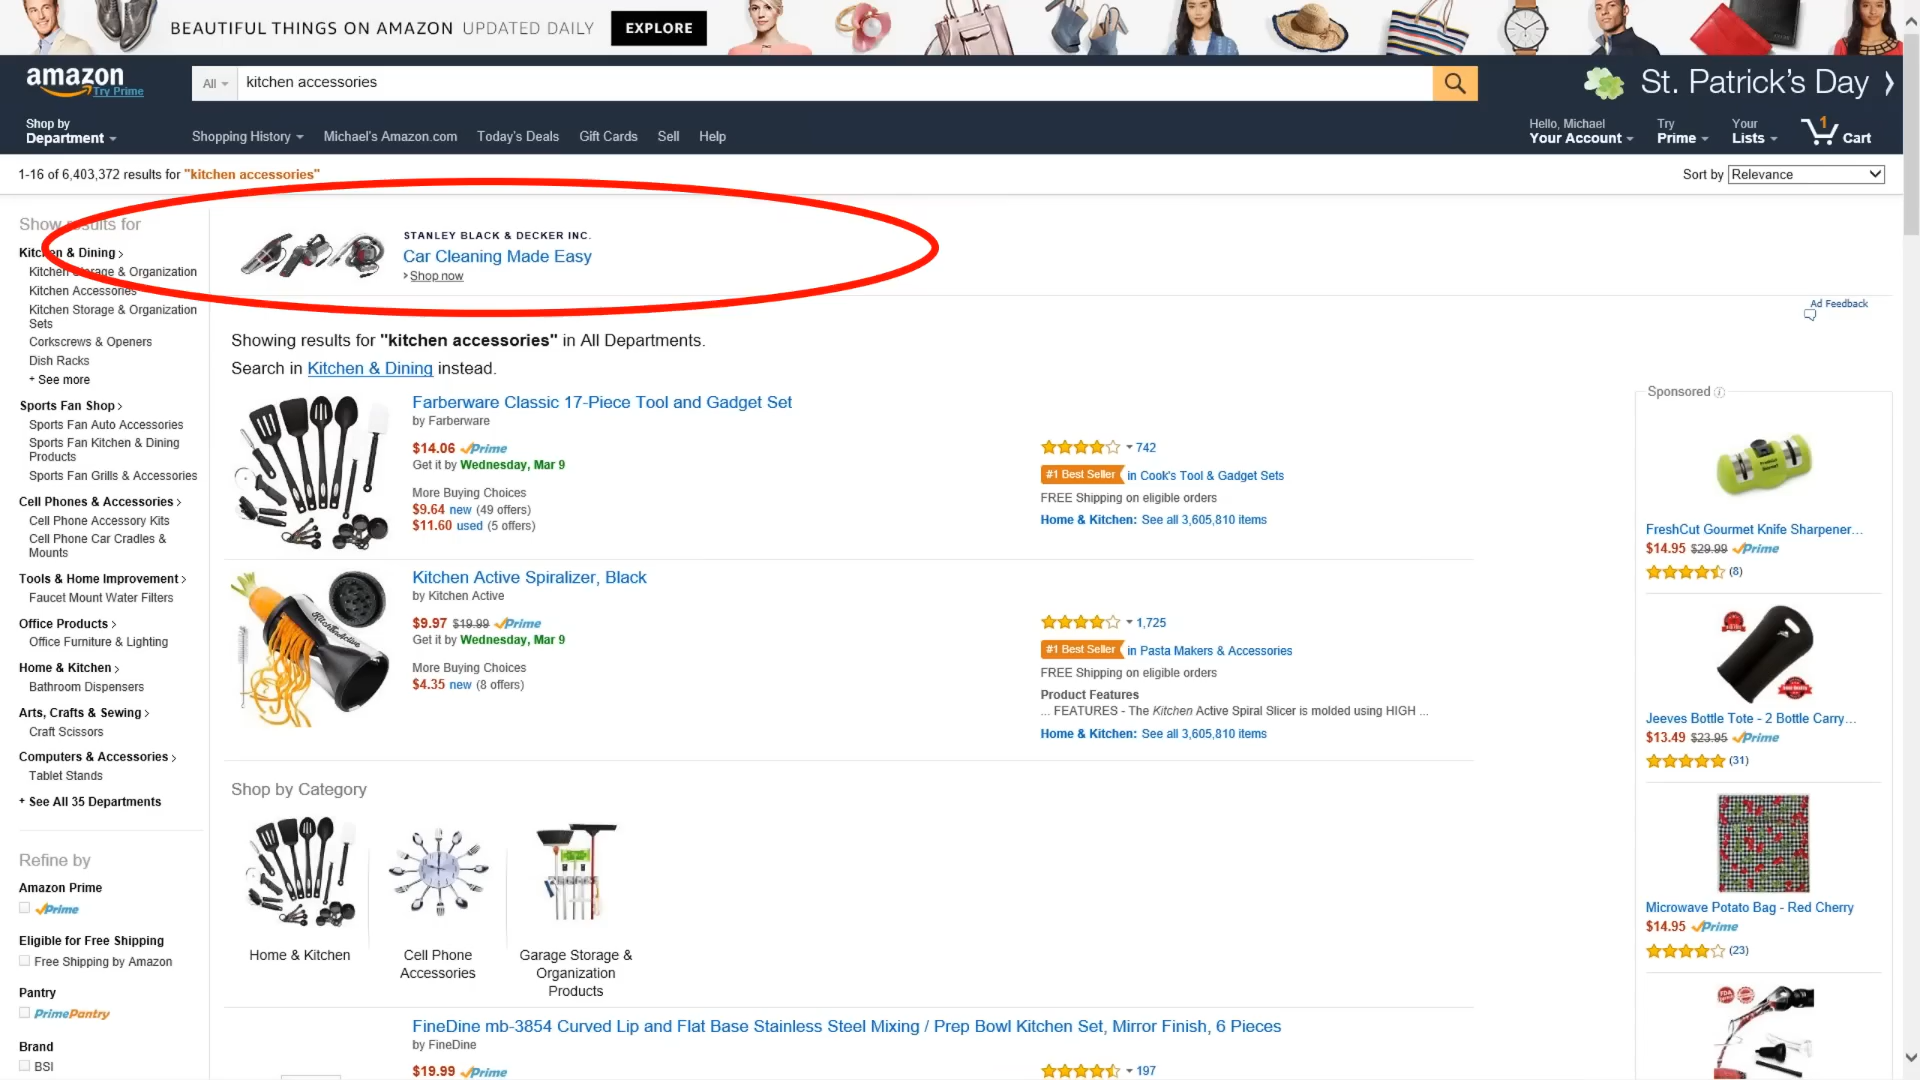 BEAUTIFUL THINGS ON AMAZON UPDATED DAILY EXPLORE
amazon
Try Prime
All
kitchen accessories
St. Patrick's Day
Shop by
Department
Shopping History
Michael's Amazon.com
Today's Deals
Gift Cards
Sell
Help
Hello, Michael
Your Account
Try
Prime
Your
Lists
1
Cart
1-16 of 6,403,372 results for "kitchen accessories"
Sort by Relevance
Show results for
Kitchen & Dining
Kitchen Storage & Organization
Kitchen Accessories
Kitchen Storage & Organization
Sets
Corkscrews & Openers
Dish Racks
+ See more
Sports Fan Shop
Sports Fan Auto Accessories
Sports Fan Kitchen & Dining
Products
Sports Fan Grills & Accessories
Cell Phones & Accessories
Cell Phone Accessory Kits
Cell Phone Car Cradles &
Mounts
Tools & Home Improvement
Faucet Mount Water Filters
Office Products
Office Furniture & Lighting
Home & Kitchen
Bathroom Dispensers
Arts, Crafts & Sewing
Craft Scissors
Computers & Accessories
Tablet Stands
+ See All 35 Departments
Refine by
Amazon Prime
Prime
Eligible for Free Shipping
Free Shipping by Amazon
Pantry
PrimePantry
Brand
BSI
STANLEY BLACK & DECKER INC.
Car Cleaning Made Easy
Shop now
Ad Feedback
Showing results for "kitchen accessories" in All Departments.
Search in Kitchen & Dining instead.
Farberware Classic 17-Piece Tool and Gadget Set
by Farberware
$14.06 Prime
Get it by Wednesday, Mar 9
More Buying Choices
$9.64 new (49 offers)
$11.60 used (5 offers)
742
#1 Best Seller in Cook's Tool & Gadget Sets
FREE Shipping on eligible orders
Home & Kitchen: See all 3,605,810 items
Kitchen Active Spiralizer, Black
by Kitchen Active
$9.97 $19.99 Prime
Get it by Wednesday, Mar 9
More Buying Choices
$4.35 new (8 offers)
1,725
#1 Best Seller in Pasta Makers & Accessories
FREE Shipping on eligible orders
Product Features
... FEATURES - The Kitchen Active Spiral Slicer is molded using HIGH ...
Home & Kitchen: See all 3,605,810 items
Shop by Category
Home & Kitchen
Cell Phone
Accessories
Garage Storage &
Organization
Products
FineDine mb-3854 Curved Lip and Flat Base Stainless Steel Mixing / Prep Bowl Kitchen Set, Mirror Finish, 6 Pieces
by FineDine
$19.99 Prime
197
Sponsored
FreshCut Gourmet Knife Sharpener...
$14.95 $29.99 Prime
(8)
Jeeves Bottle Tote - 2 Bottle Carry...
$13.49 $23.95 Prime
(31)
Microwave Potato Bag - Red Cherry
$14.95 Prime
(23)